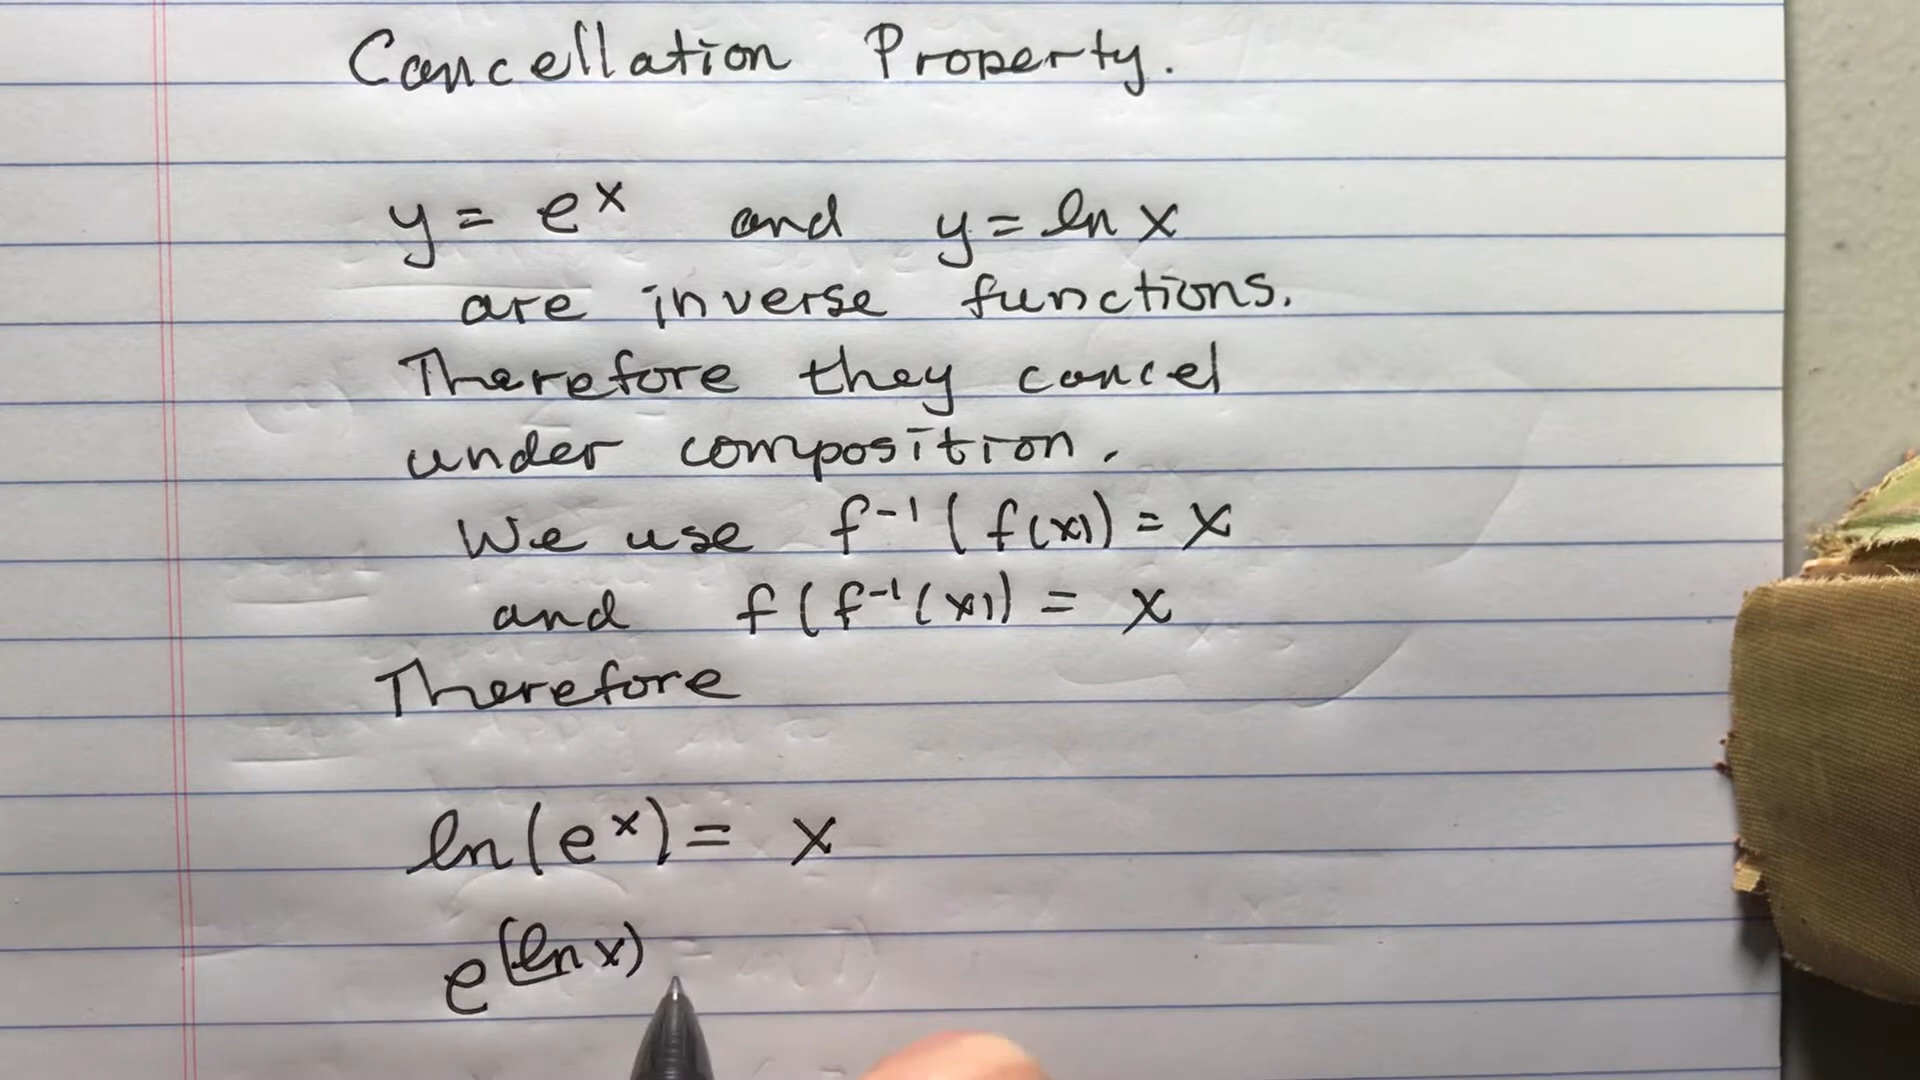 Cancellation Property.
y = e^x and y = ln x
are inverse functions.
Therefore they cancel
under composition.
We use f^-1(f(x)) = x
and f(f^-1(x)) = x
Therefore
ln(e^x) = x
e^(ln x)